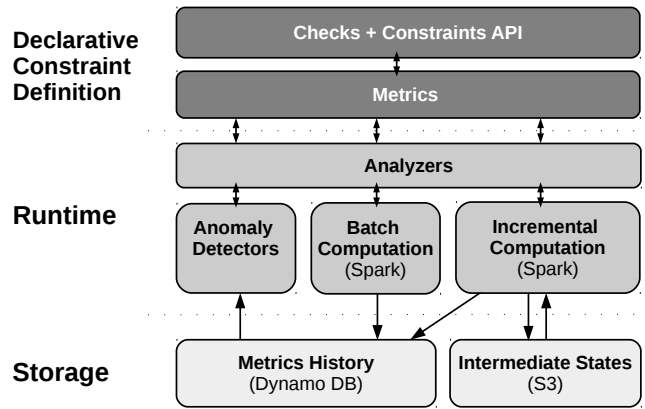 Declarative
Constraint
Definition
Checks + Constraints API
Metrics
Runtime
Analyzers
Anomaly
Detectors
Batch
Computation
(Spark)
Incremental
Computation
(Spark)
Storage
Metrics History
(Dynamo DB)
Intermediate States
(S3)